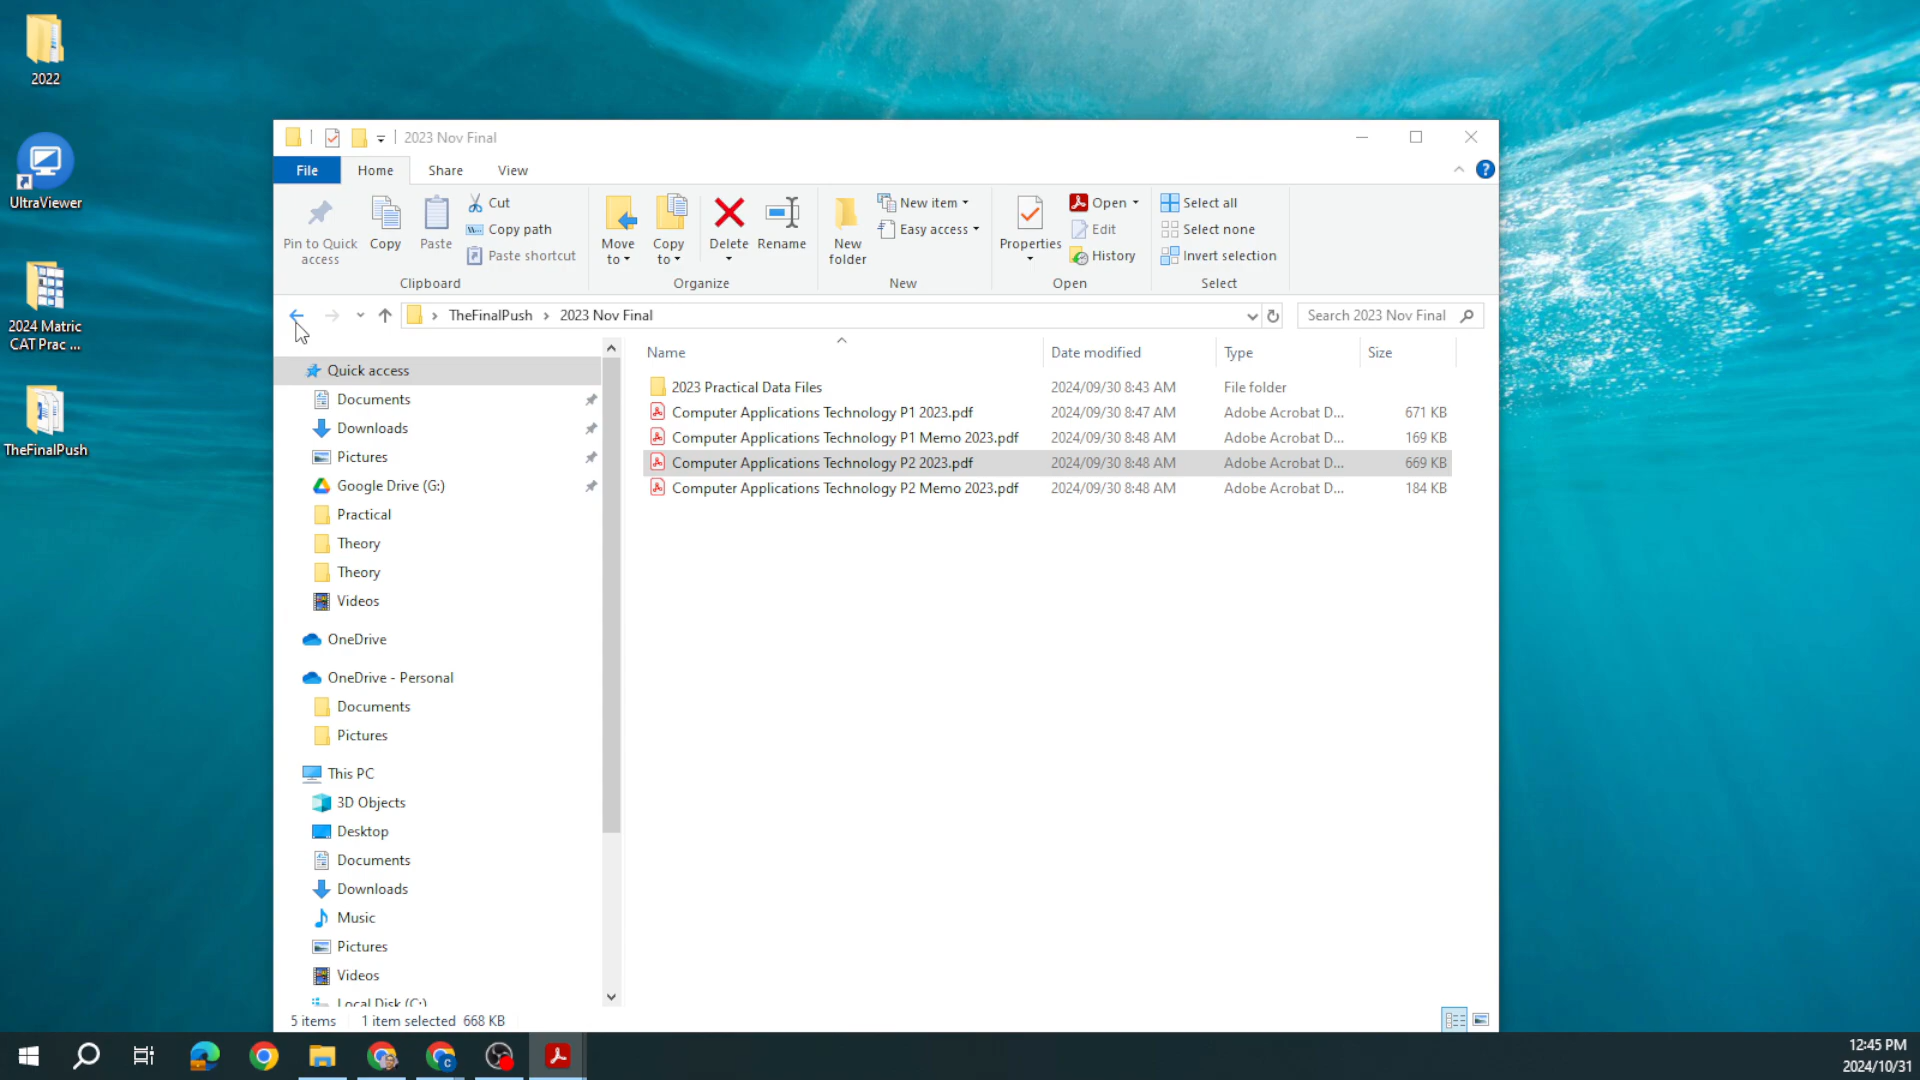 2022
UltraViewer
2024 Matric
CAT Prac ...
TheFinalPush
2023 Nov Final
File Home Share View
Pin to Quick
access
Copy
Paste
Cut
Copy path
Paste shortcut
Clipboard
Move
to
Copy
to
Delete
Rename
Organize
New
folder
New item
Easy access
New
Properties
Open
Edit
History
Open
Select all
Select none
Invert selection
Select
TheFinalPush › 2023 Nov Final
Search 2023 Nov Final
Quick access
Documents
Downloads
Pictures
Google Drive (G:)
Practical
Theory
Theory
Videos
OneDrive
OneDrive - Personal
Documents
Pictures
This PC
3D Objects
Desktop
Documents
Downloads
Music
Pictures
Videos
Local Disk (C:)
Name Date modified Type Size
2023 Practical Data Files 2024/09/30 8:43 AM File folder
Computer Applications Technology P1 2023.pdf 2024/09/30 8:47 AM Adobe Acrobat D... 671 KB
Computer Applications Technology P1 Memo 2023.pdf 2024/09/30 8:48 AM Adobe Acrobat D... 169 KB
Computer Applications Technology P2 2023.pdf 2024/09/30 8:48 AM Adobe Acrobat D... 669 KB
Computer Applications Technology P2 Memo 2023.pdf 2024/09/30 8:48 AM Adobe Acrobat D... 184 KB
5 items 1 item selected 668 KB
12:45 PM
2024/10/31